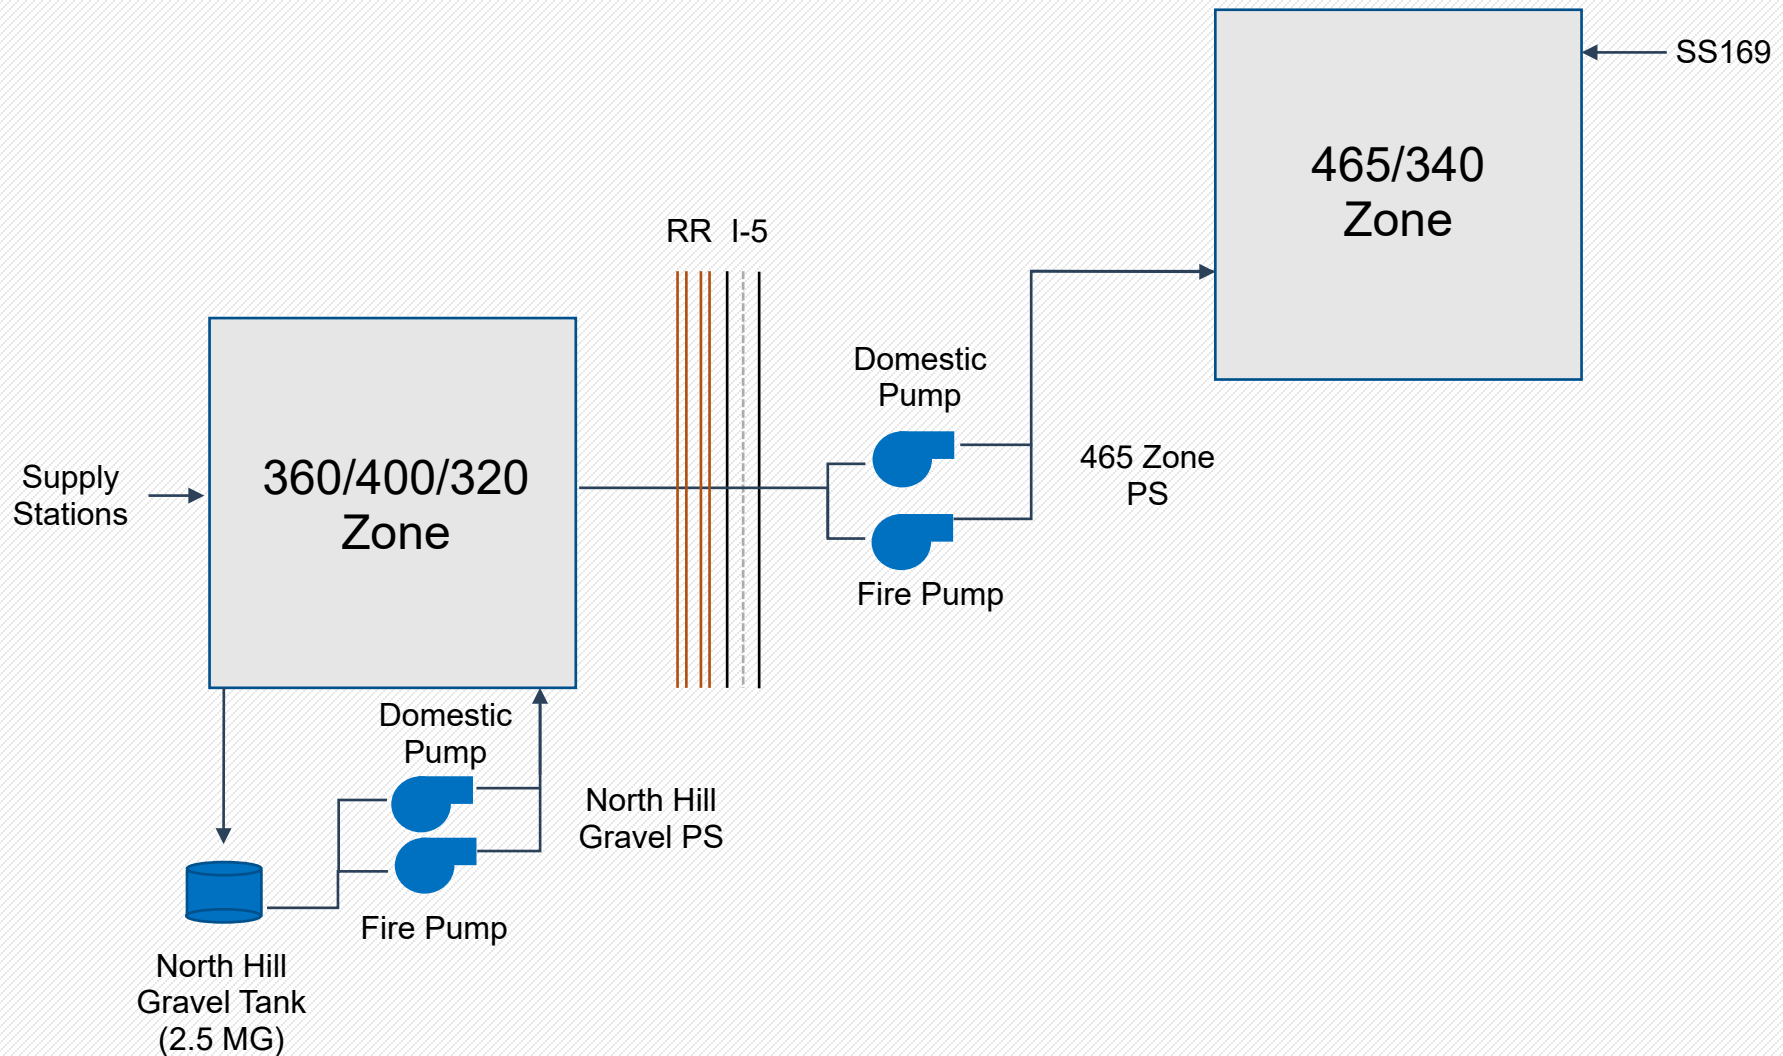 SS169
465/340
Zone
RR I-5
Domestic
Pump
465 Zone
PS
Fire Pump
Supply
Stations
360/400/320
Zone
Domestic
Pump
North Hill
Gravel PS
Fire Pump
North Hill
Gravel Tank
(2.5 MG)